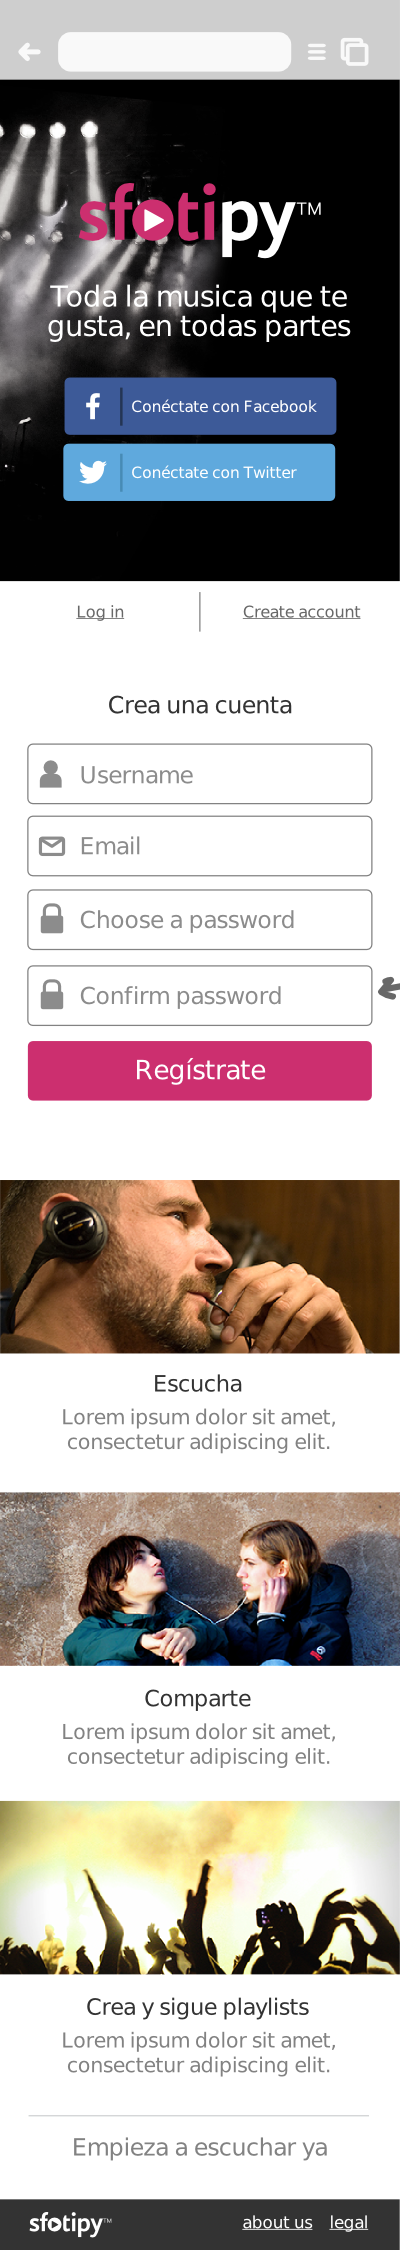 sfotipy™
Toda la musica que te
gusta, en todas partes
Conéctate con Facebook
Conéctate con Twitter
Log in
Create account
Crea una cuenta
Username
Email
Choose a password
Confirm password
Regístrate
Escucha
Lorem ipsum dolor sit amet,
consectetur adipiscing elit.
Comparte
Lorem ipsum dolor sit amet,
consectetur adipiscing elit.
Crea y sigue playlists
Lorem ipsum dolor sit amet,
consectetur adipiscing elit.
Empieza a escuchar ya
sfotipy™
about us
legal